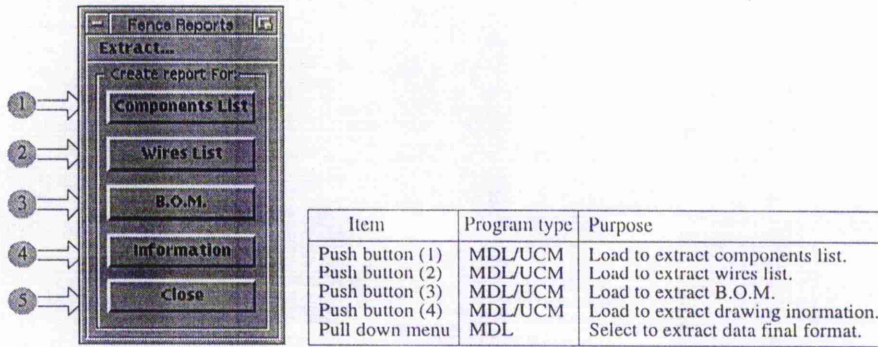 Fence Reports
Extract...
Create report For:
1 Components List
2 Wires List
3 B.O.M.
4 Information
5 Close
Item Program type Purpose
Push button (1) MDL/UCM Load to extract components list.
Push button (2) MDL/UCM Load to extract wires list.
Push button (3) MDL/UCM Load to extract B.O.M.
Push button (4) MDL/UCM Load to extract drawing inormation.
Pull down menu MDL Select to extract data final format.